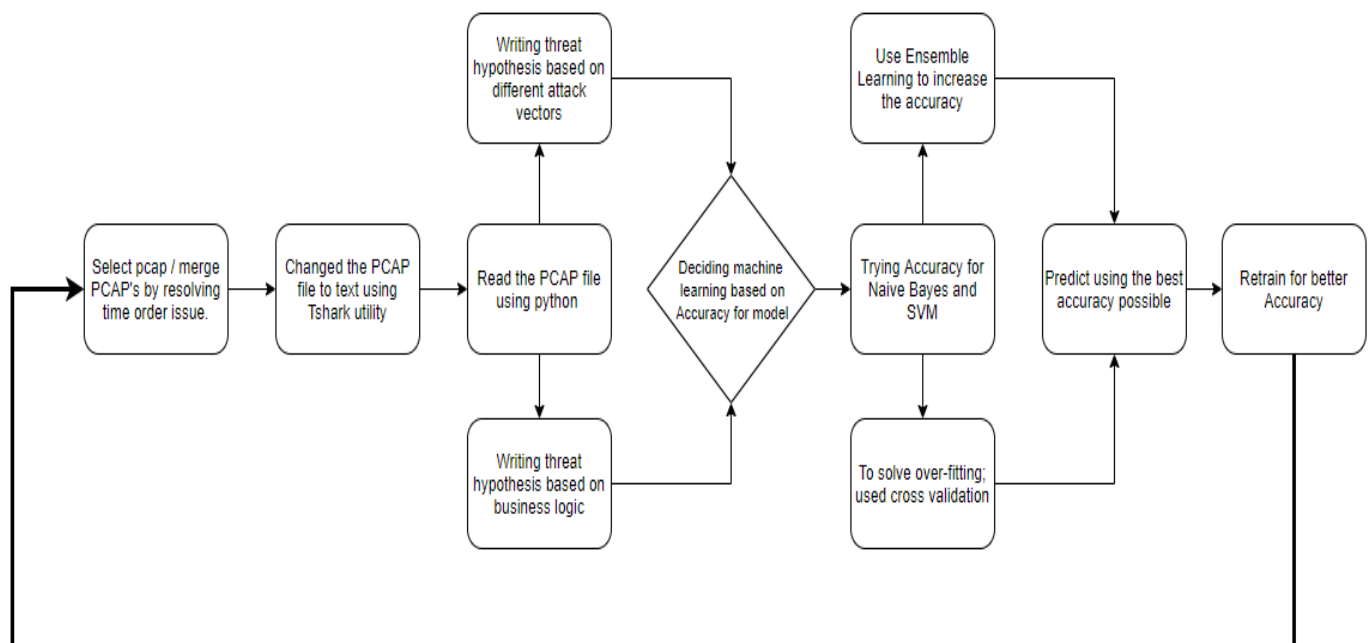 Writing threat
hypothesis based on
different attack
vectors
Use Ensemble
Learning to increase
the accuracy
Select pcap / merge
PCAP's by resolving
time order issue.
Changed the PCAP
file to text using
Tshark utility
Read the PCAP file
using python
Deciding machine
learning based on
Accuracy for model
Trying Accuracy for
Naive Bayes and
SVM
Predict using the best
accuracy possible
Retrain for better
Accuracy
Writing threat
hypothesis based on
business logic
To solve over-fitting;
used cross validation